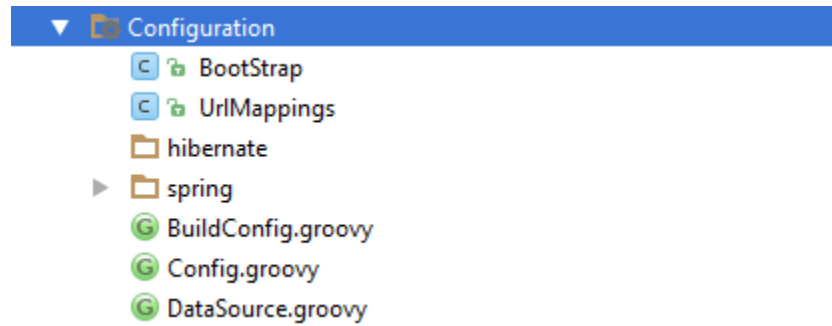 Configuration
C BootStrap
C UrlMappings
hibernate
spring
G BuildConfig.groovy
G Config.groovy
G DataSource.groovy